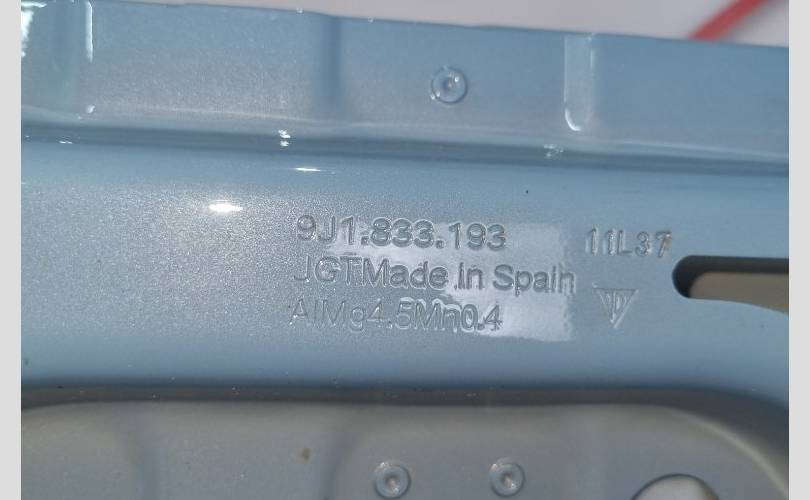 9J1.833.193
11L37
JGTMade in Spain
AlMg4.5Mn0.4